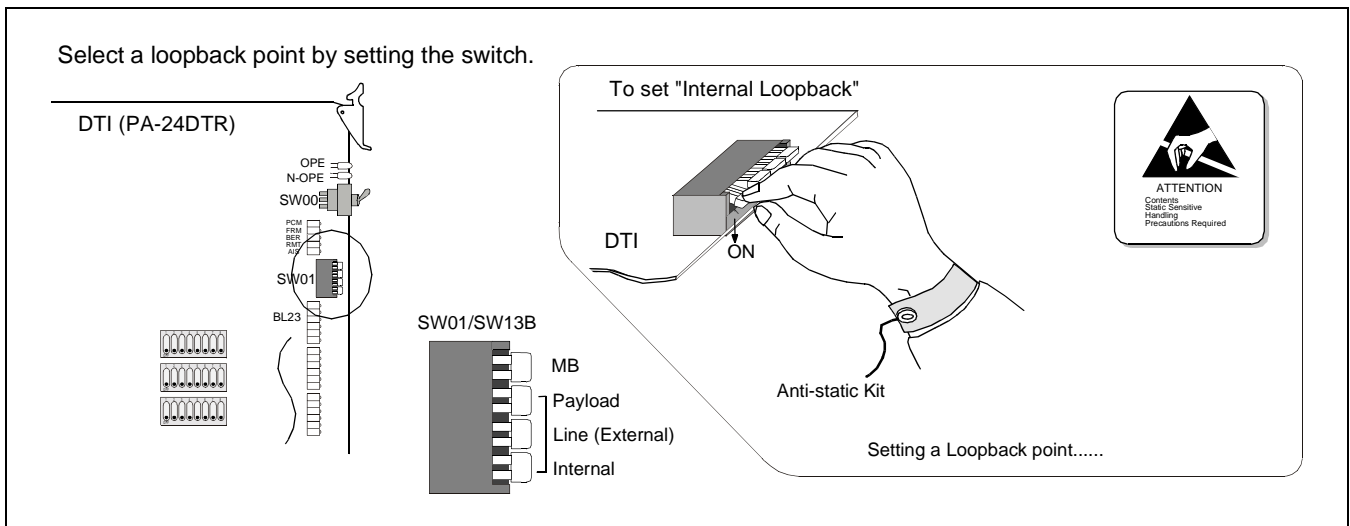 Select a loopback point by setting the switch.
DTI (PA-24DTR)
OPE
N-OPE
SW00
PCM
FRM
BER
RMT
AIS
SW01
BL23
SW01/SW13B
MB
Payload
Line (External)
Internal
To set "Internal Loopback"
DTI
ON
Anti-static Kit
Setting a Loopback point......
ATTENTION
Contents
Static Sensitive
Handling
Precautions Required